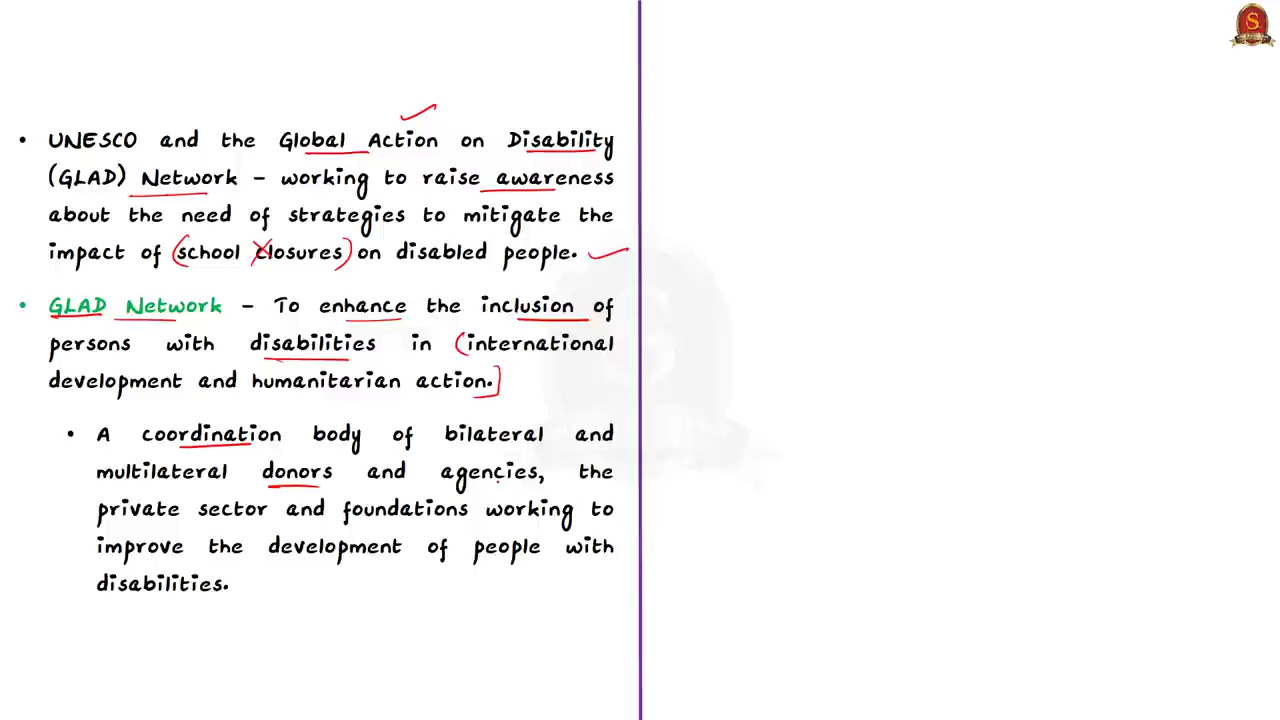 • UNESCO and the Global Action on Disability
(GLAD) Network – working to raise awareness
about the need of strategies to mitigate the
impact of (school closures) on disabled people.
• GLAD Network – To enhance the inclusion of
persons with disabilities in (international
development and humanitarian action.]
• A coordination body of bilateral and
multilateral donors and agencies, the
private sector and foundations working to
improve the development of people with
disabilities.
S